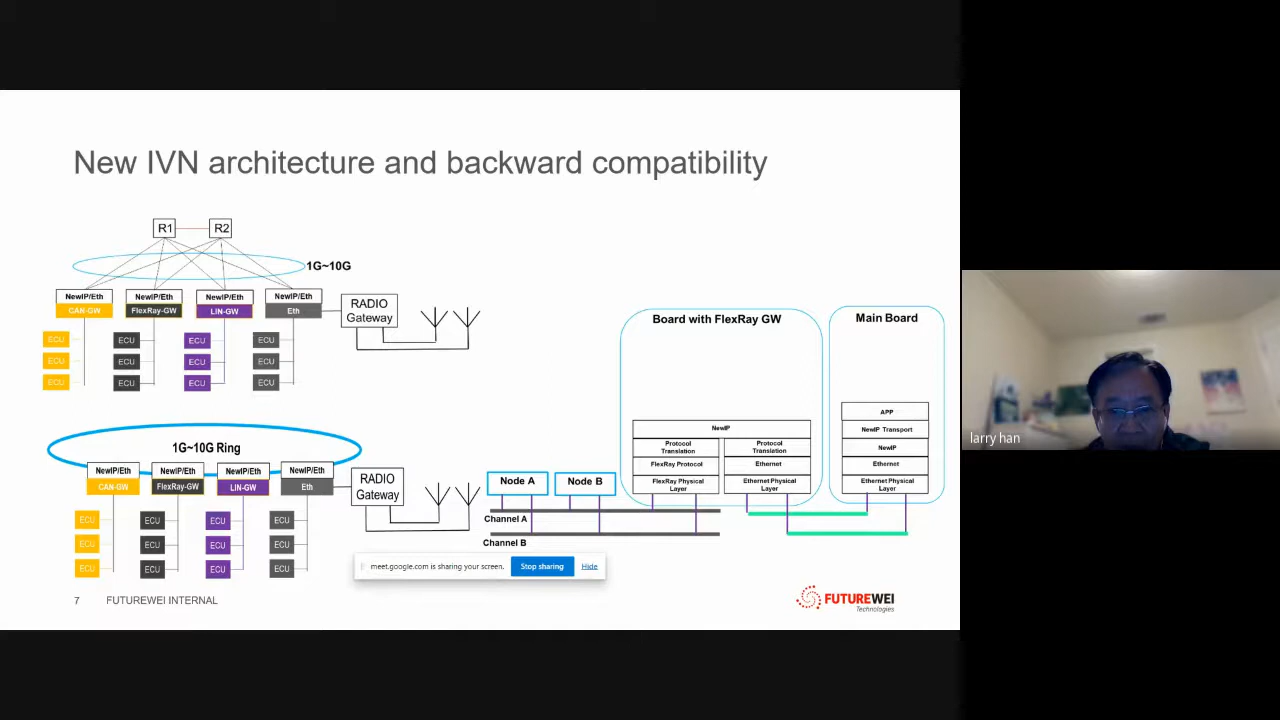 New IVN architecture and backward compatibility
R1
R2
1G~10G
NewIP/Eth
NewIP/Eth
NewIP/Eth
NewIP/Eth
CAN-GW
FlexRay-GW
LIN-GW
Eth
RADIO
Gateway
ECU
ECU
ECU
ECU
ECU
ECU
ECU
ECU
ECU
ECU
ECU
ECU
1G~10G Ring
NewIP/Eth
NewIP/Eth
NewIP/Eth
NewIP/Eth
CAN-GW
FlexRay-GW
LIN-GW
Eth
RADIO
Gateway
ECU
ECU
ECU
ECU
ECU
ECU
ECU
ECU
ECU
ECU
ECU
ECU
Node A
Node B
Channel A
Channel B
Board with FlexRay GW
NewIP
Protocol
Translation
Protocol
Translation
FlexRay Protocol
Ethernet
FlexRay Physical
Layer
Ethernet Physical
Layer
Main Board
APP
NewIP Transport
NewIP
Ethernet
Ethernet Physical
Layer
meet.google.com is sharing your screen.
Stop sharing
Hide
7
FUTUREWEI INTERNAL
FUTUREWEI
Technologies
larry han